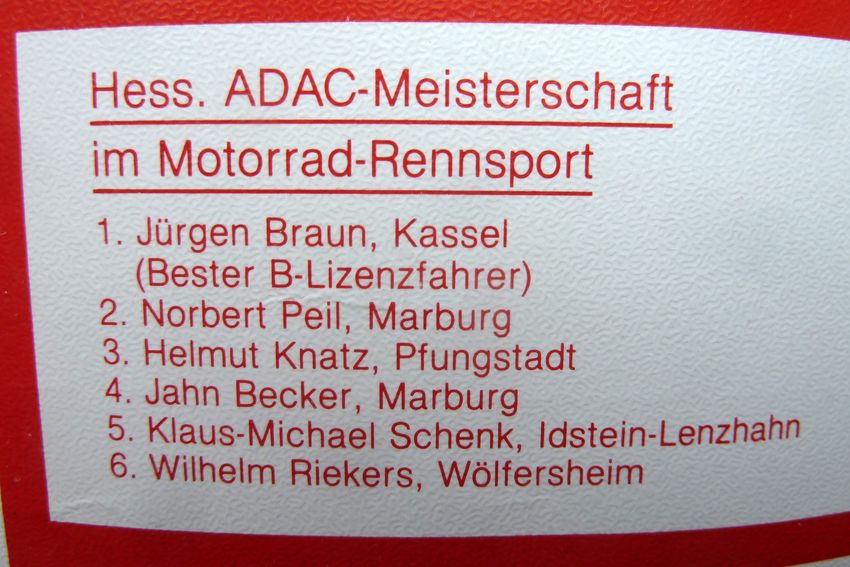 Hess. ADAC-Meisterschaft
im Motorrad-Rennsport
1. Jürgen Braun, Kassel
(Bester B-Lizenzfahrer)
2. Norbert Peil, Marburg
3. Helmut Knatz, Pfungstadt
4. Jahn Becker, Marburg
5. Klaus-Michael Schenk, Idstein-Lenzhahn
6. Wilhelm Riekers, Wölfersheim